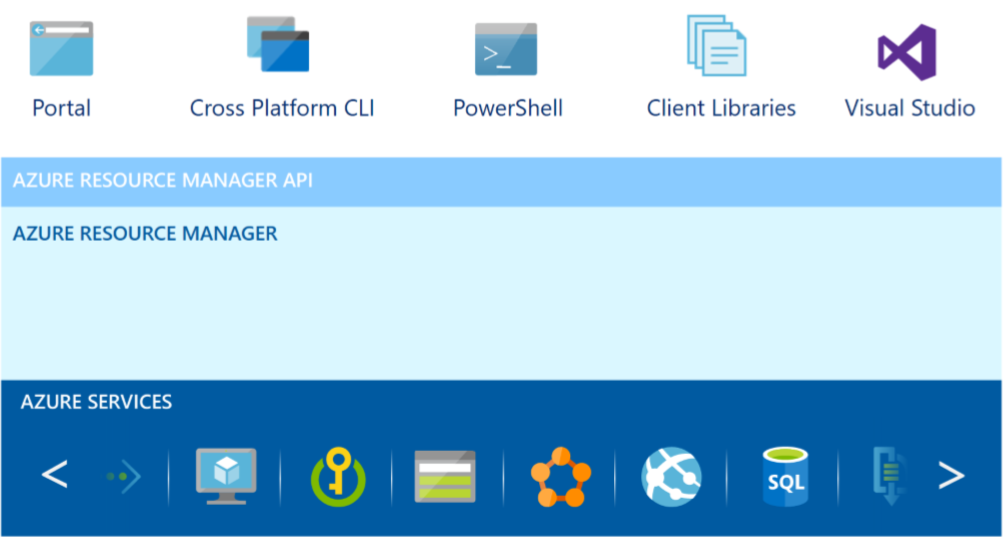 Portal
Cross Platform CLI
PowerShell
Client Libraries
Visual Studio
AZURE RESOURCE MANAGER API
AZURE RESOURCE MANAGER
AZURE SERVICES
SQL